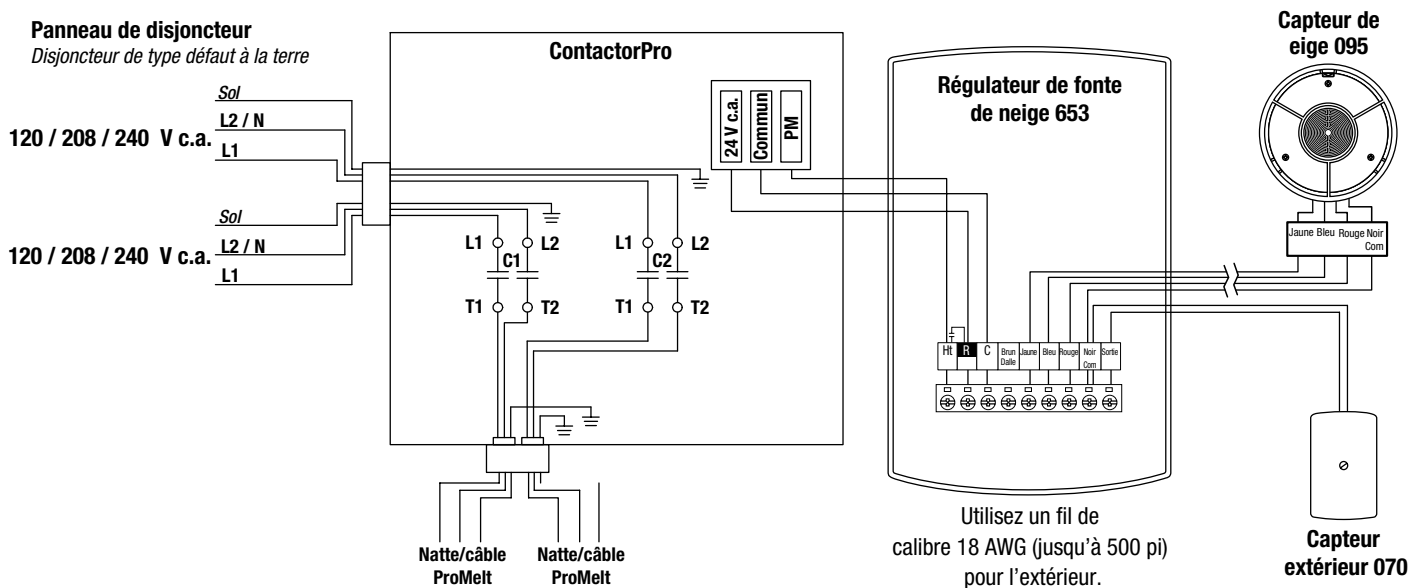 Panneau de disjoncteur
Disjoncteur de type défaut à la terre
Sol
L2 / N
120 / 208 / 240 V c.a.
L1
Sol
L2 / N
120 / 208 / 240 V c.a.
L1
ContactorPro
24 V c.a.
Commun
PM
L1
L2
C1
T1
T2
L1
L2
C2
T1
T2
Natte/câble
ProMelt
Natte/câble
ProMelt
Régulateur de fonte
de neige 653
Ht
R
C
Brun
Dalle
Jaune
Bleu
Rouge
Noir
Com
Sortie
Utilisez un fil de
calibre 18 AWG (jusqu'à 500 pi)
pour l'extérieur.
Capteur de
eige 095
Jaune Bleu Rouge Noir
Com
Capteur
extérieur 070